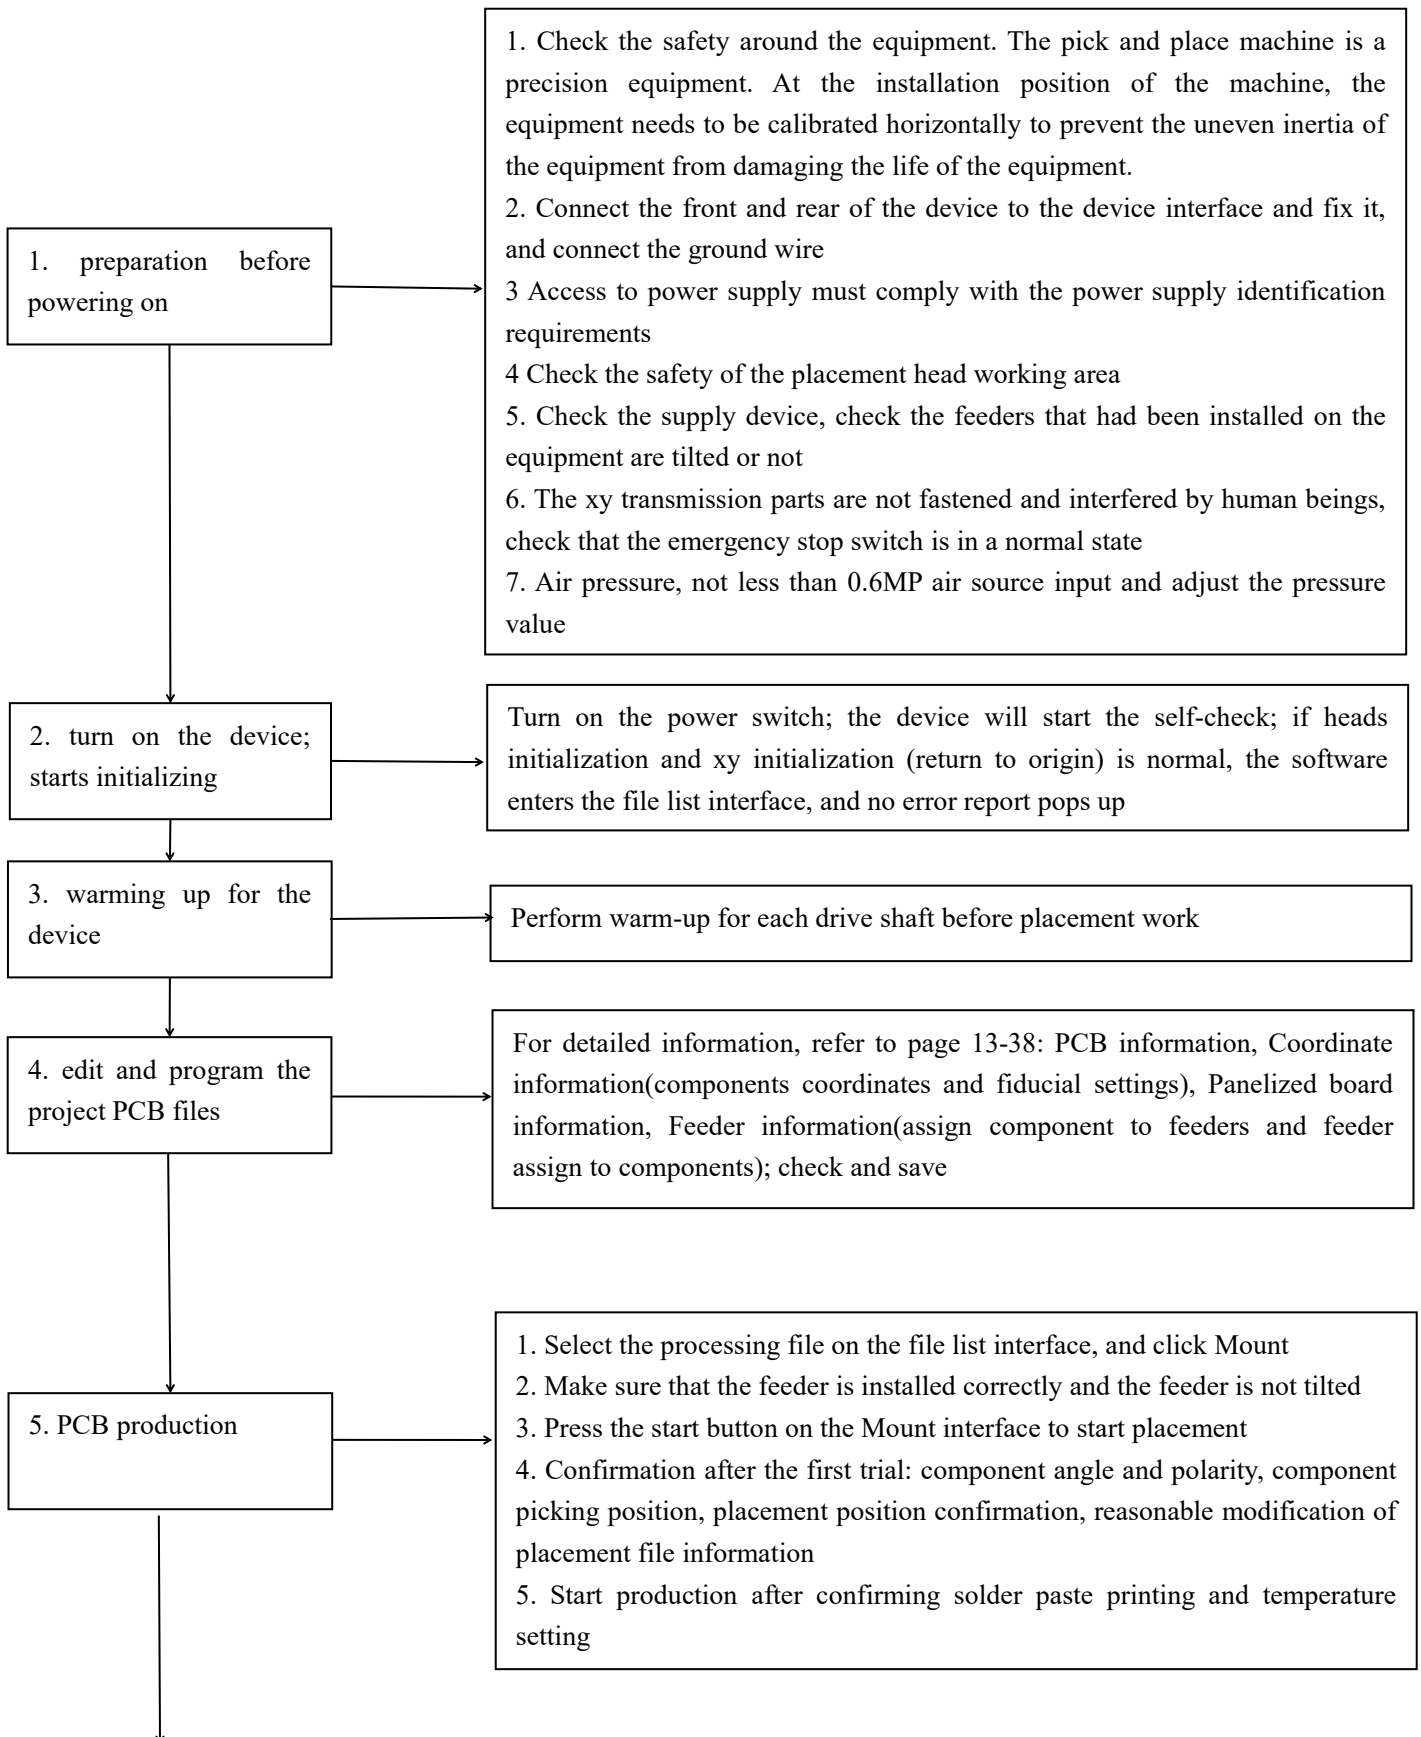 1. preparation before
powering on
1. Check the safety around the equipment. The pick and place machine is a
precision equipment. At the installation position of the machine, the
equipment needs to be calibrated horizontally to prevent the uneven inertia of
the equipment from damaging the life of the equipment.
2. Connect the front and rear of the device to the device interface and fix it,
and connect the ground wire
3 Access to power supply must comply with the power supply identification
requirements
4 Check the safety of the placement head working area
5. Check the supply device, check the feeders that had been installed on the
equipment are tilted or not
6. The xy transmission parts are not fastened and interfered by human beings,
check that the emergency stop switch is in a normal state
7. Air pressure, not less than 0.6MP air source input and adjust the pressure
value
2. turn on the device;
starts initializing
Turn on the power switch; the device will start the self-check; if heads
initialization and xy initialization (return to origin) is normal, the software
enters the file list interface, and no error report pops up
3. warming up for the
device
Perform warm-up for each drive shaft before placement work
4. edit and program the
project PCB files
For detailed information, refer to page 13-38: PCB information, Coordinate
information(components coordinates and fiducial settings), Panelized board
information, Feeder information(assign component to feeders and feeder
assign to components); check and save
5. PCB production
1. Select the processing file on the file list interface, and click Mount
2. Make sure that the feeder is installed correctly and the feeder is not tilted
3. Press the start button on the Mount interface to start placement
4. Confirmation after the first trial: component angle and polarity, component
picking position, placement position confirmation, reasonable modification of
placement file information
5. Start production after confirming solder paste printing and temperature
setting